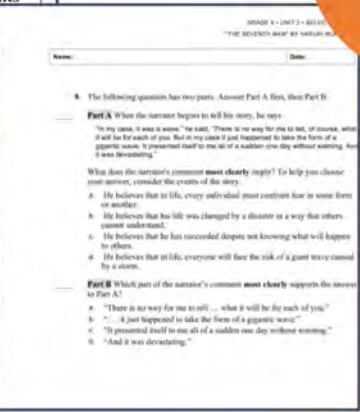 GRADE 8 • UNIT 2 •
"THE SEVENTH MAN" BY HARUKI
Name:
Date:
The following question has two parts. Answer Part A first, then Part B.
Part A When the narrator begins to tell his story, he says
"In my case, it was a wave," he said. "There is no way for me to tell, of course, what
it will be for each of you. But in my case it just happened to take the form of a
gigantic wave. It presented itself to me all of a sudden one day without warning. And
it was devastating."
What does the narrator's comment most clearly imply? To help you choose
your answer, consider the events of the story.
a He believes that in life, every individual must confront fear in some form
or another.
b He believes that his life was changed by a disaster in a way that others
cannot understand.
c He believes that he has succeeded despite not knowing what will happen
to others.
d He believes that in life, everyone will face the risk of a giant wave caused
by a storm.
Part B Which part of the narrator's comment most clearly supports the answer
to Part A?
a "There is no way for me to tell ... what it will be for each of you."
b "... it just happened to take the form of a gigantic wave."
c "It presented itself to me all of a sudden one day without warning."
"And it was devastating."